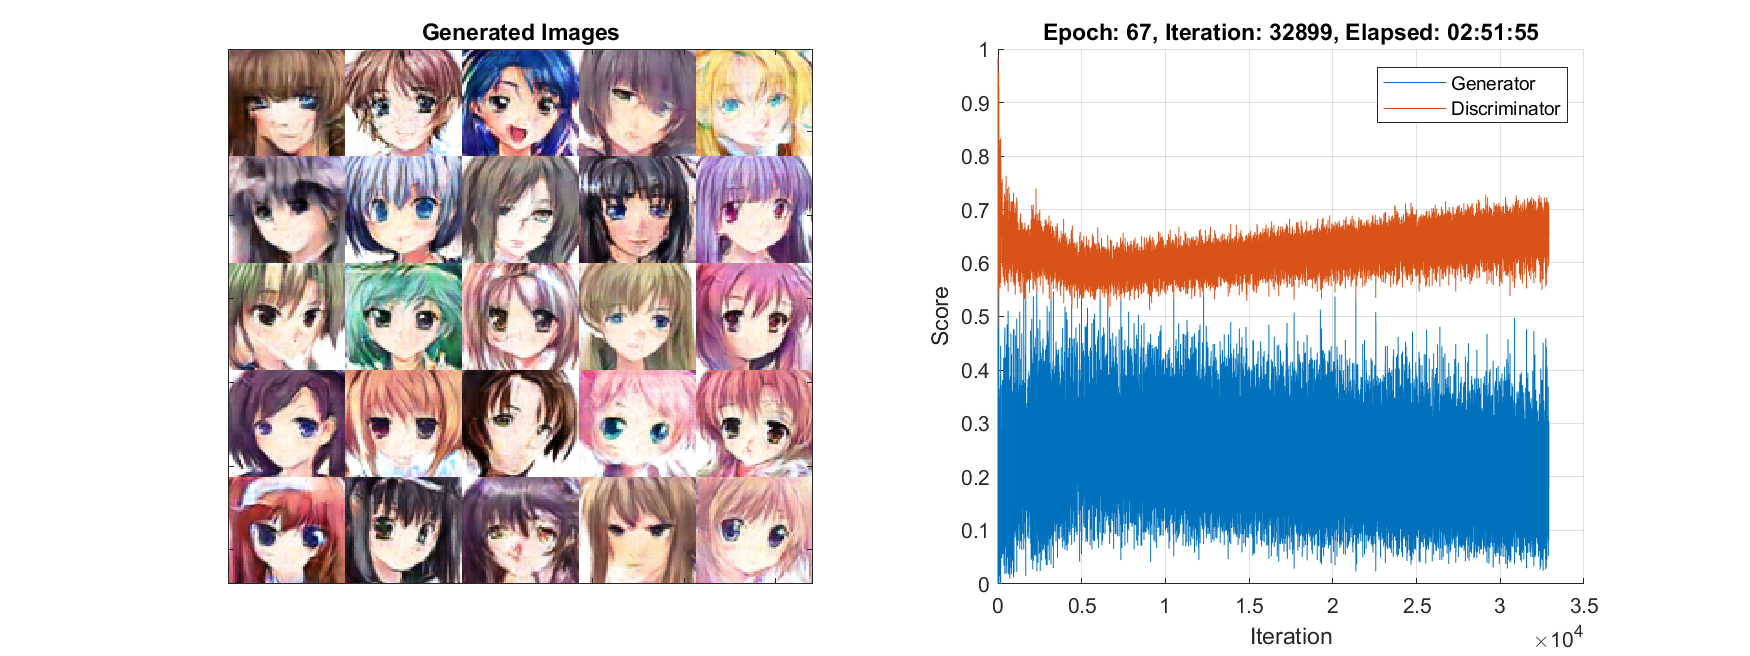 Generated Images
Epoch: 67, Iteration: 32899, Elapsed: 02:51:55
1
0.9
0.8
0.7
0.6
0.5
0.4
0.3
0.2
0.1
0
Score
Generator
Discriminator
0 0.5 1 1.5 2 2.5 3 3.5
Iteration
×10⁴